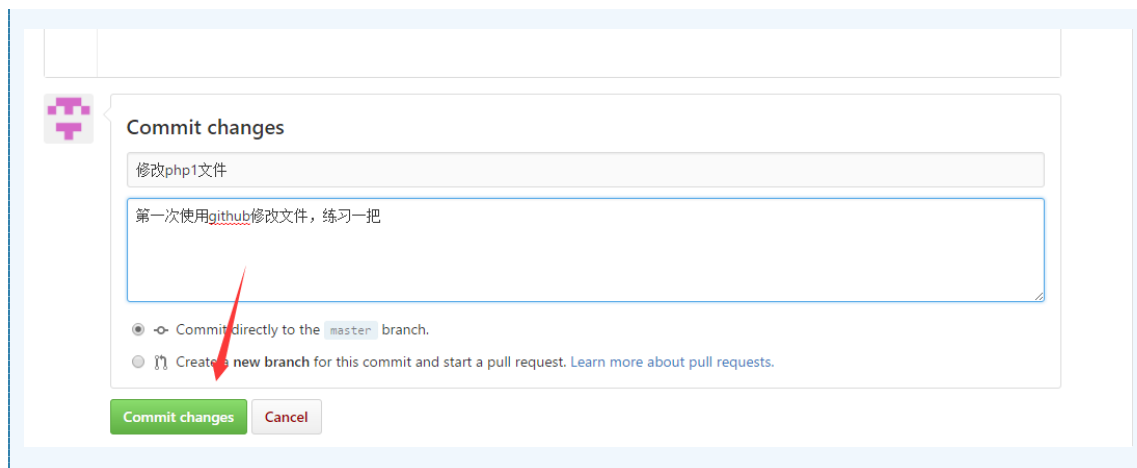 Commit changes
修改php1文件
第一次使用github修改文件，练习一把
Commit directly to the master branch.
Create a new branch for this commit and start a pull request. Learn more about pull requests.
Commit changes Cancel